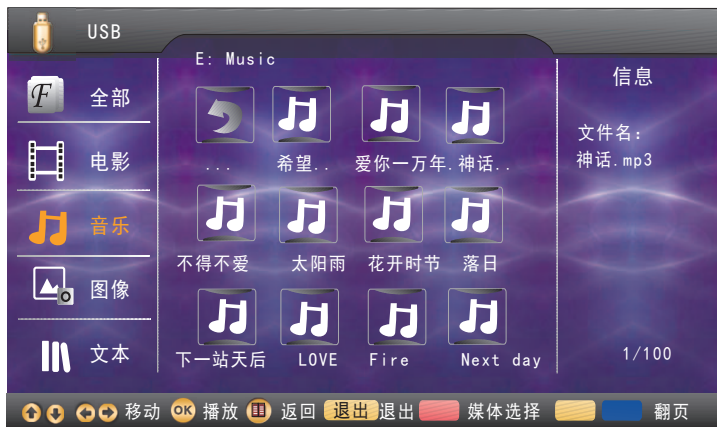 USB
E: Music
F 全部
电影
音乐
图像
文本
... 希望.. 爱你一万年. 神话..
不得不爱 太阳雨 花开时节 落日
下一站天后 LOVE Fire Next day
信息
文件名:
神话.mp3
1/100
移动 OK 播放 返回 退出 退出 媒体选择 翻页